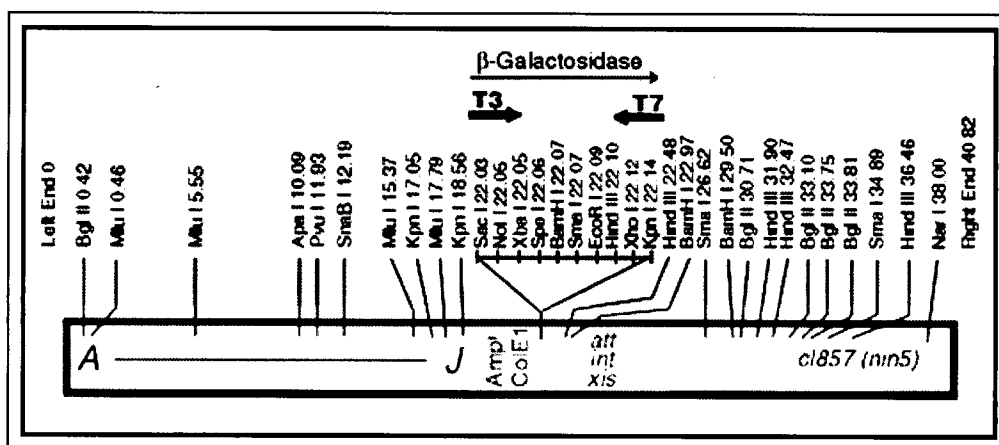 β-Galactosidase
T3
T7
Left End 0
Bgl II 0.42
Mlu I 0.46
Mlu I 5.55
Apa I 10.09
Pvu I 11.93
SnaB I 12.19
Mlu I 15.37
Kpn I 17.05
Mlu I 17.79
Kpn I 18.56
Sac I 22.03
Not I 22.05
Xba I 22.05
Spe I 22.06
BamH I 22.07
Sma I 22.07
EcoR I 22.09
Hind III 22 10
Xho I 22 12
Kpn I 22 14
Hind III 22.48
BamH I 22.97
Sma I 26.62
BamH I 29.50
Bgl II 30.71
Hind III 31.90
Hind III 32.47
Bgl II 33.10
Bgl II 33.75
Bgl II 33.81
Sma I 34 89
Hind III 36.46
Nar I 38.00
Right End 40 82
A
J
Ampʳ
ColE1
att
int
xis
cI857 (nin5)